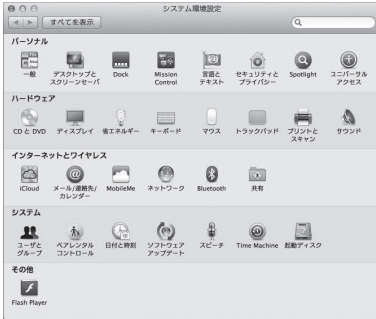 システム環境設定
すべてを表示
パーソナル
一般 デスクトップと Dock Mission 言語と セキュリティと Spotlight ユニバーサル
スクリーンセーバ Control テキスト プライバシー アクセス
ハードウェア
CD と DVD ディスプレイ 省エネルギー キーボード マウス トラックパッド プリントと サウンド
スキャン
インターネットとワイヤレス
iCloud メール/連絡先/ MobileMe ネットワーク Bluetooth 共有
カレンダー
システム
ユーザと ペアレンタル 日付と時刻 ソフトウェア スピーチ Time Machine 起動ディスク
グループ コントロール アップデート
その他
Flash Player